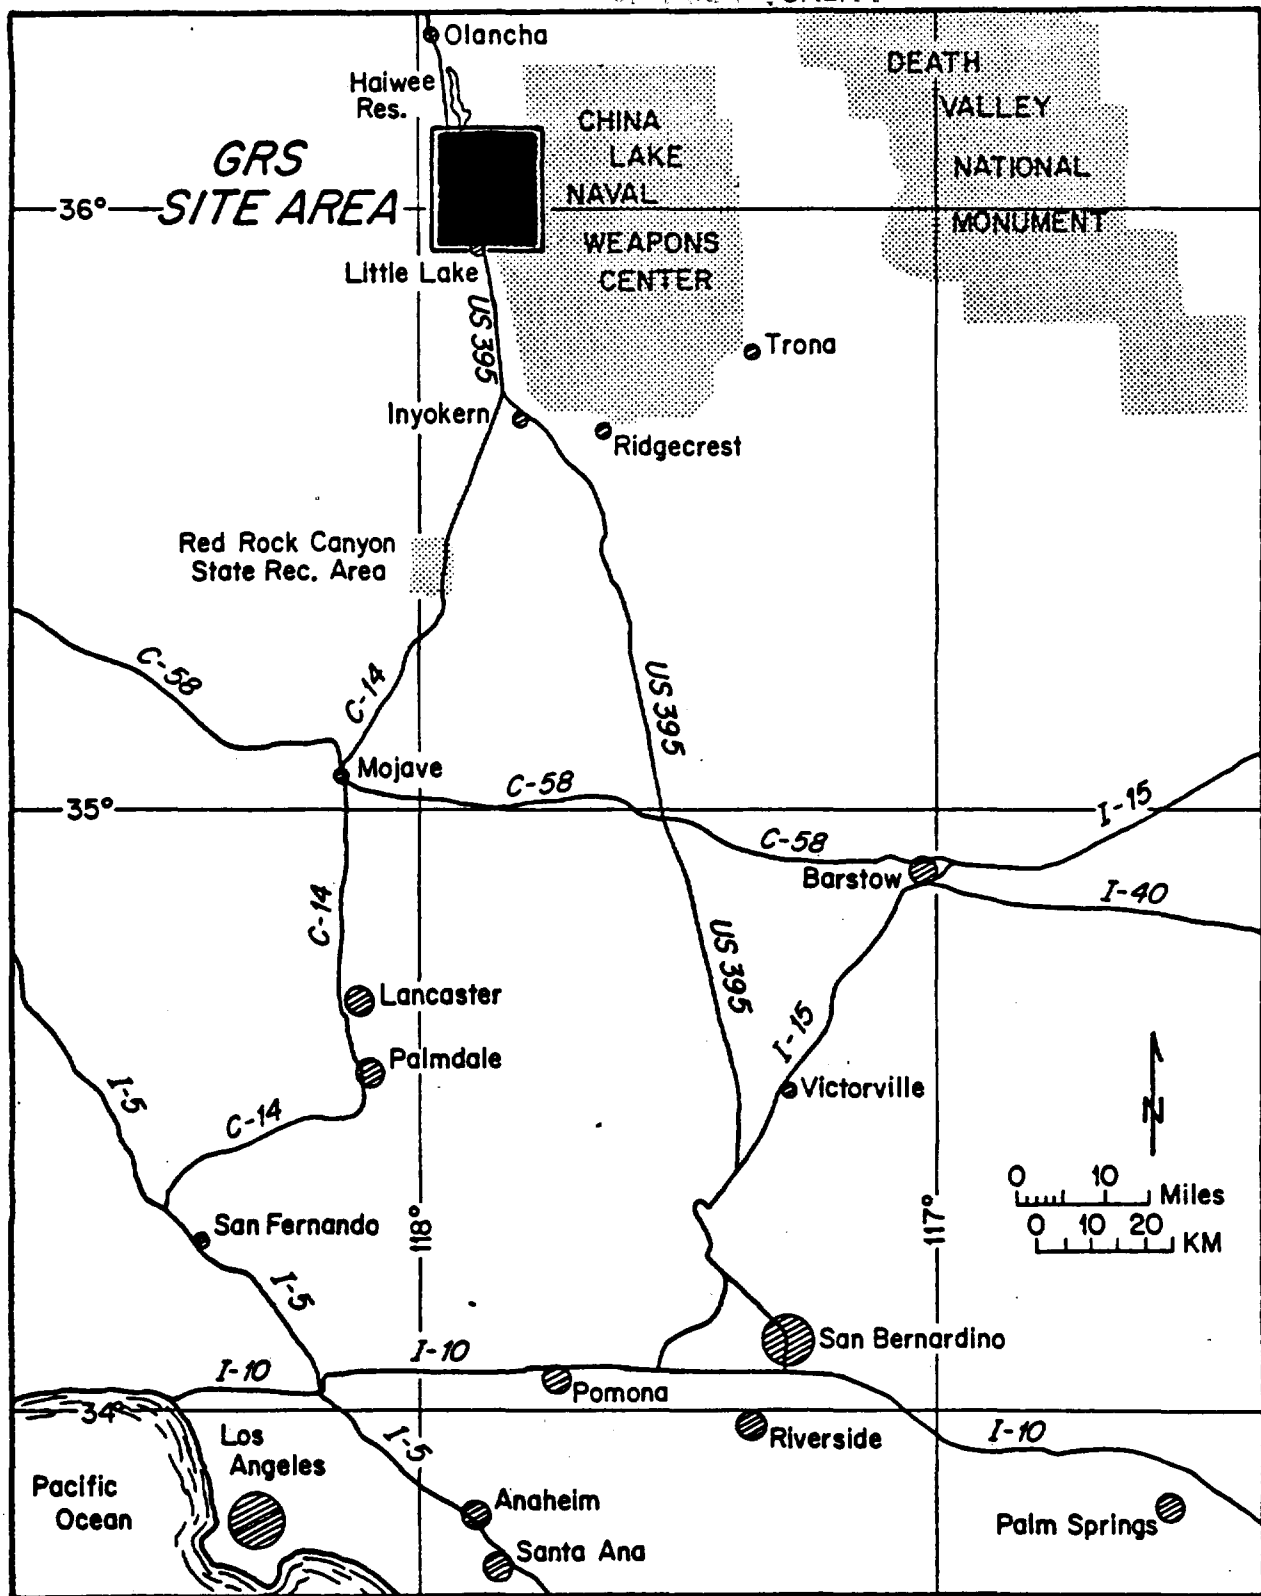 Olancha
Haiwee
Res.
DEATH
VALLEY
NATIONAL
MONUMENT
CHINA
LAKE
NAVAL
WEAPONS
CENTER
GRS
SITE AREA
36°
Little Lake
US 395
Trona
Inyokern
Ridgecrest
Red Rock Canyon
State Rec. Area
C-58
C-14
US 395
Mojave
C-58
35°
I-15
C-58
Barstow
I-40
C-14
US 395
Lancaster
I-15
Palmdale
I-5
Victorville
C-14
N
0 10 Miles
0 10 20 KM
San Fernando
118°
117°
I-5
San Bernardino
I-10
I-10
Pomona
34°
Riverside
I-10
Los
Angeles
I-5
Pacific
Ocean
Anaheim
Palm Springs
Santa Ana